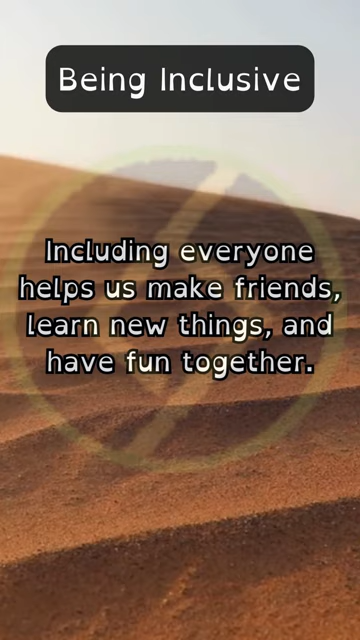 Being Inclusive
Including everyone
helps us make friends,
learn new things, and
have fun together.